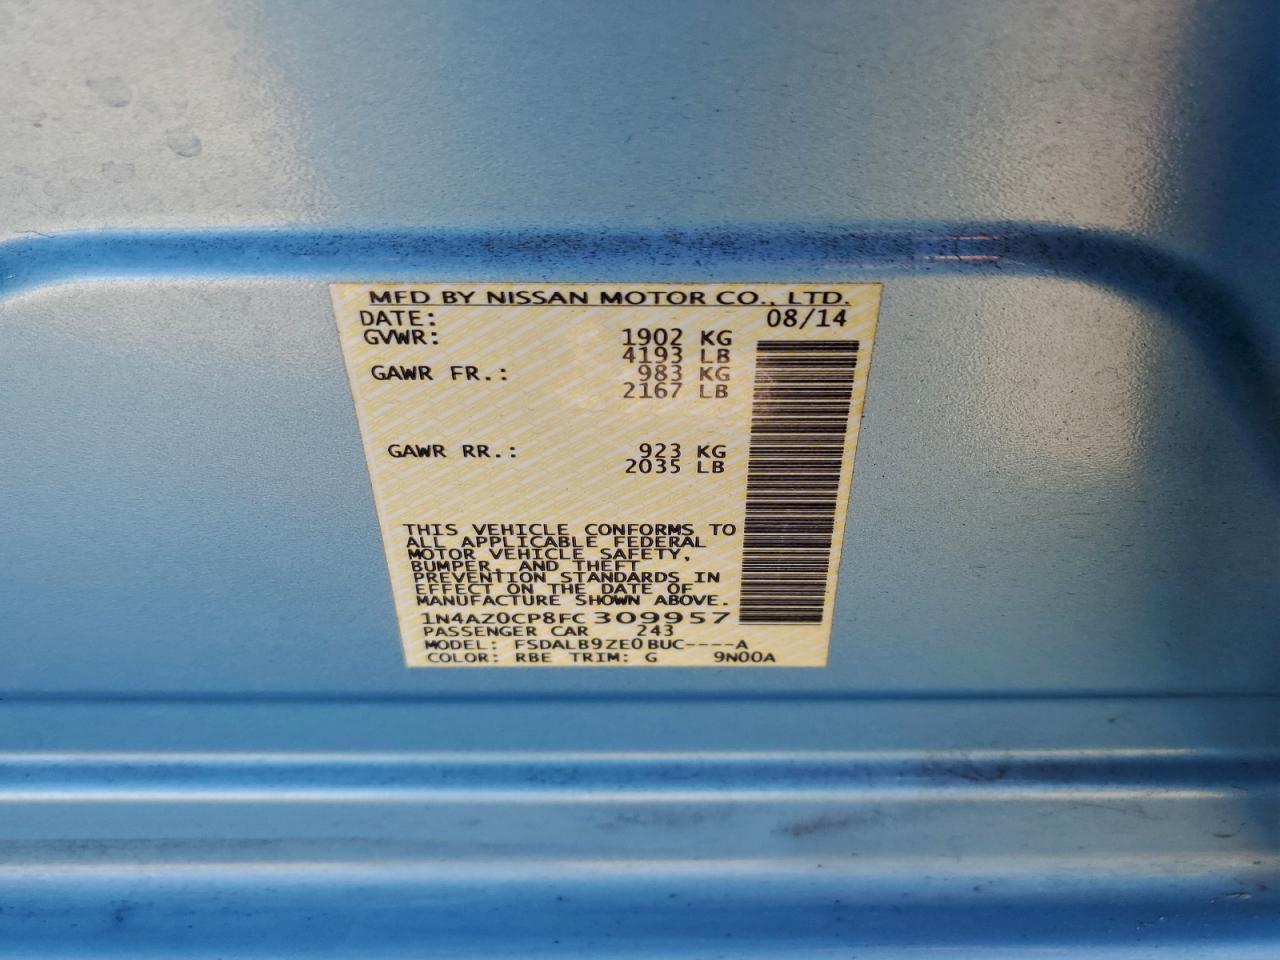 MFD BY NISSAN MOTOR CO., LTD.
DATE: 08/14
GVWR: 1902 KG
4193 LB
GAWR FR.: 983 KG
2167 LB
GAWR RR.: 923 KG
2035 LB
THIS VEHICLE CONFORMS TO
ALL APPLICABLE FEDERAL
MOTOR VEHICLE SAFETY,
BUMPER, AND THEFT
PREVENTION STANDARDS IN
EFFECT ON THE DATE OF
MANUFACTURE SHOWN ABOVE.
1N4AZ0CP8FC309957
PASSENGER CAR 243
MODEL: FSDALB9ZE0BUC----A
COLOR: RBE TRIM: G 9N00A